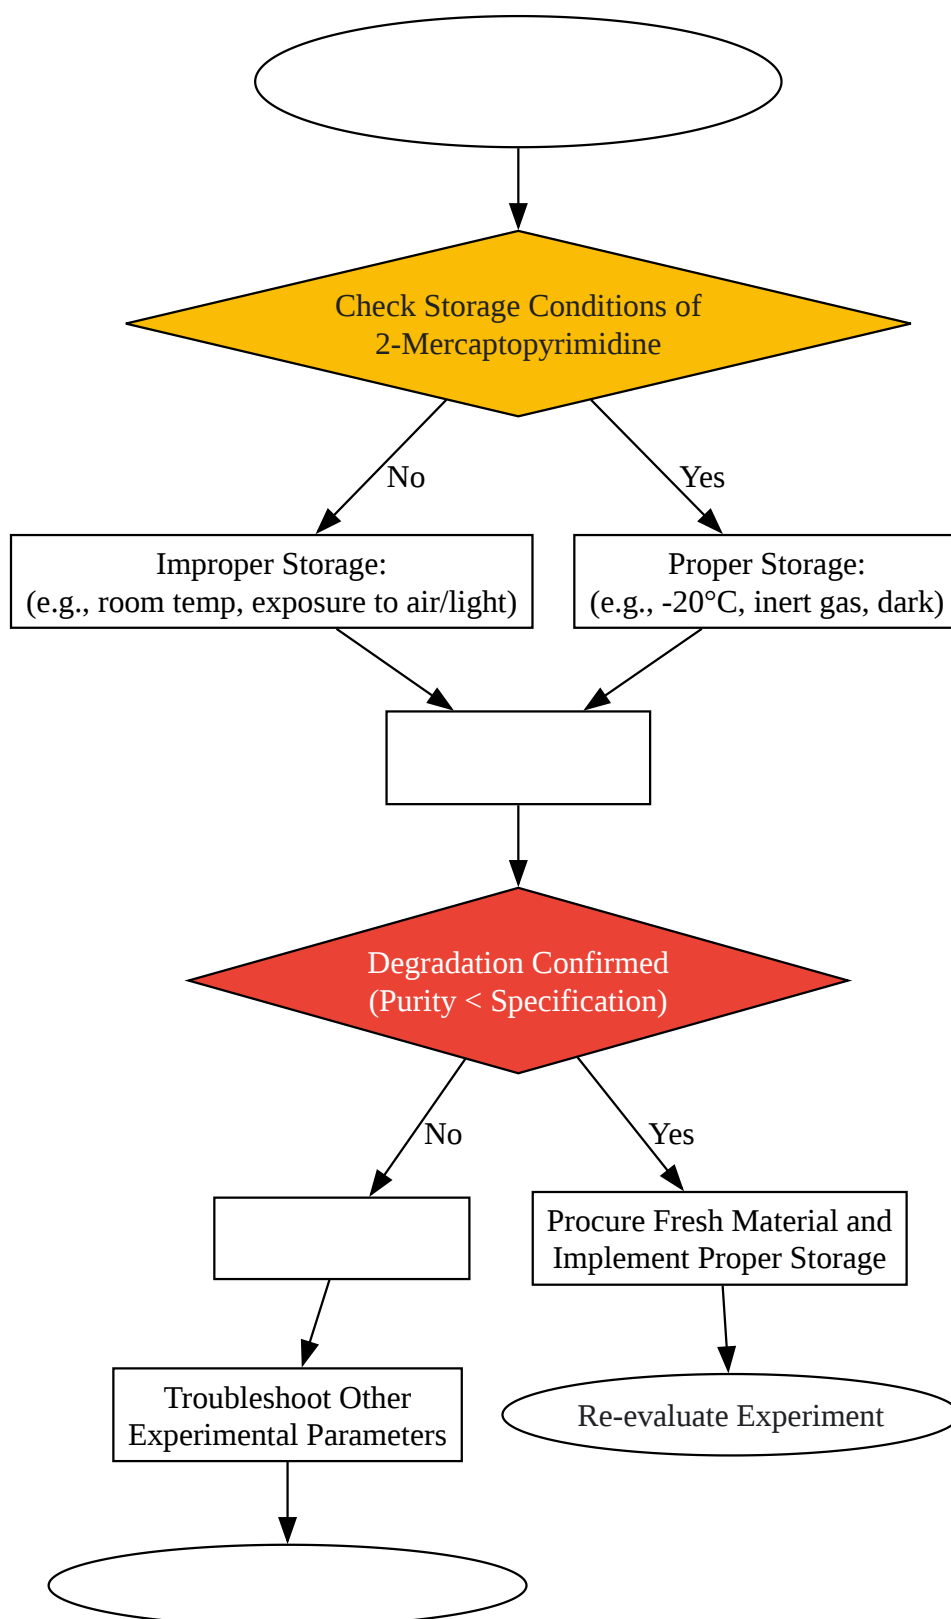 Check Storage Conditions of
2-Mercaptopyrimidine
No
Yes
Improper Storage:
(e.g., room temp, exposure to air/light)
Proper Storage:
(e.g., -20°C, inert gas, dark)
Degradation Confirmed
(Purity < Specification)
No
Yes
Procure Fresh Material and
Implement Proper Storage
Troubleshoot Other
Experimental Parameters
Re-evaluate Experiment